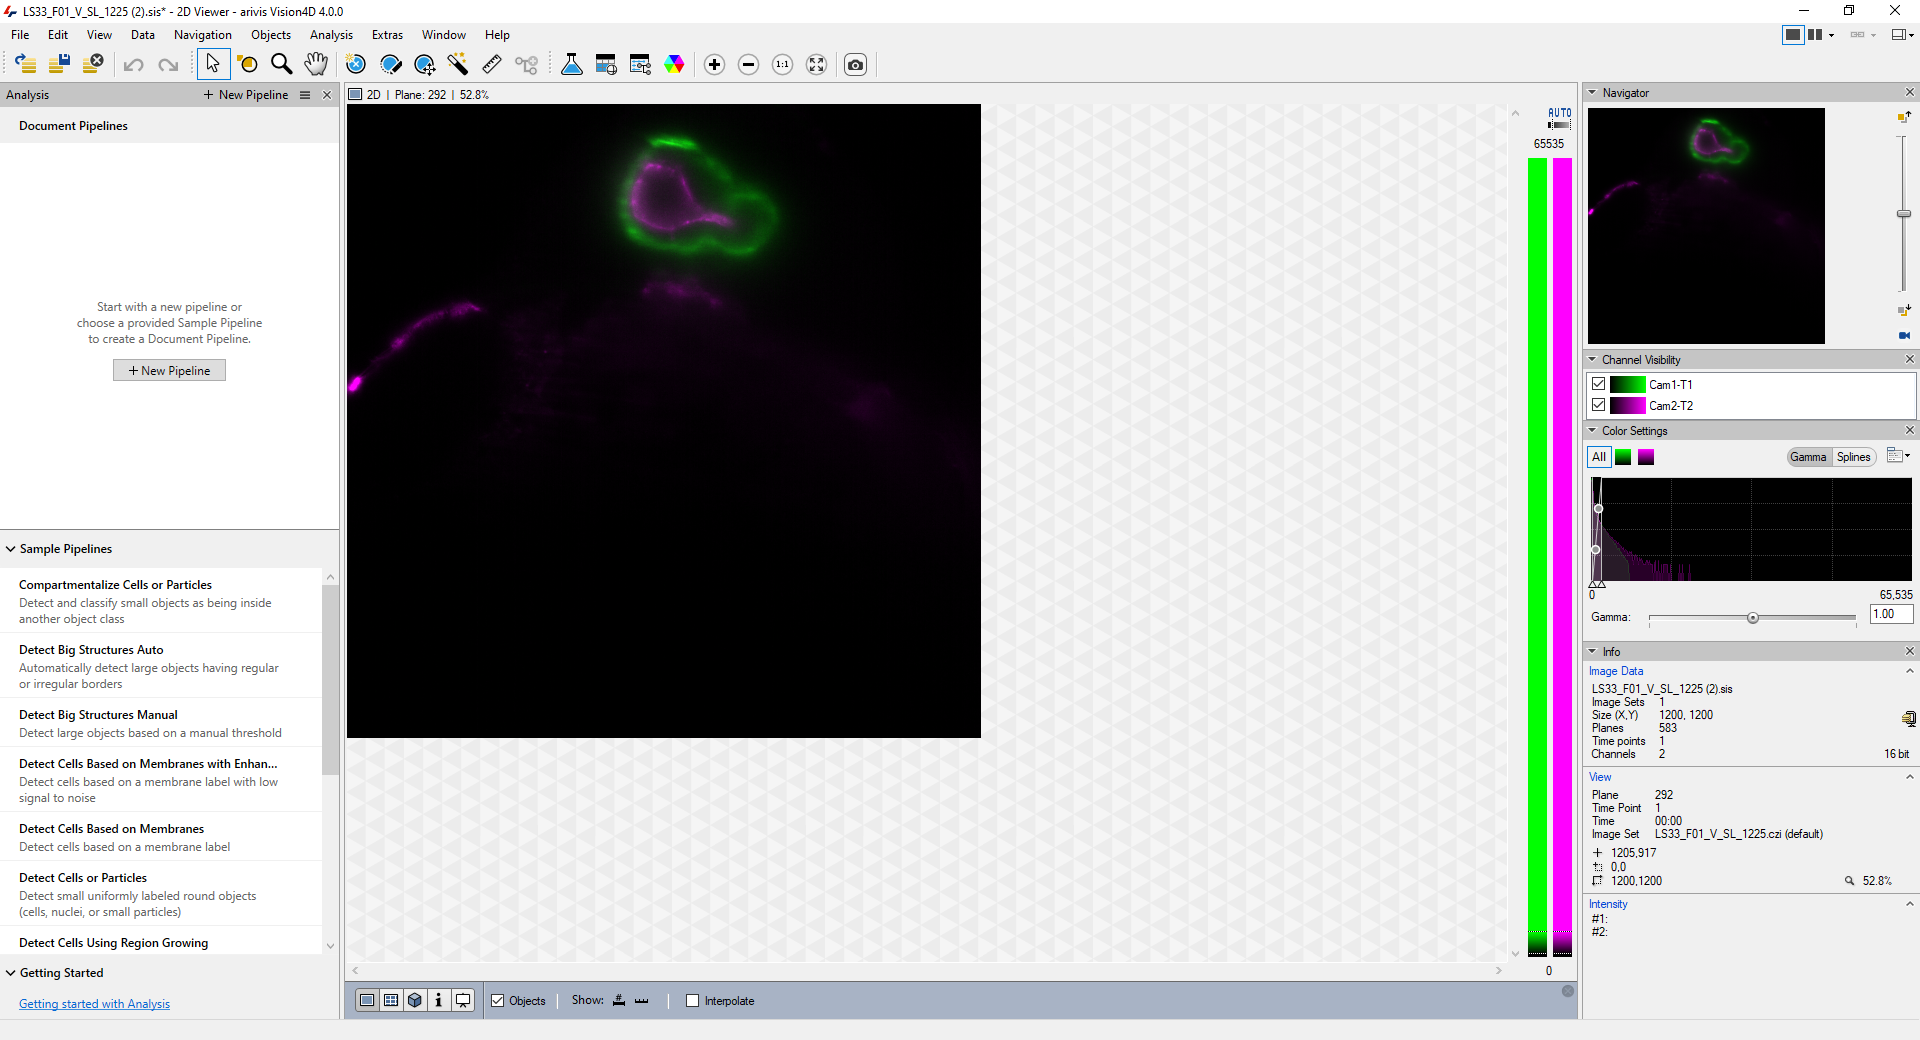 LS33_F01_V_SL_1225 (2).sis* - 2D Viewer - arivis Vision4D 4.0.0
File Edit View Data Navigation Objects Analysis Extras Window Help
1:1
Analysis
+ New Pipeline
Document Pipelines
Start with a new pipeline or
choose a provided Sample Pipeline
to create a Document Pipeline.
+ New Pipeline
Sample Pipelines
Compartmentalize Cells or Particles
Detect and classify small objects as being inside
another object class
Detect Big Structures Auto
Automatically detect large objects having regular
or irregular borders
Detect Big Structures Manual
Detect large objects based on a manual threshold
Detect Cells Based on Membranes with Enhan...
Detect cells based on a membrane label with low
signal to noise
Detect Cells Based on Membranes
Detect cells based on a membrane label
Detect Cells or Particles
Detect small uniformly labeled round objects
(cells, nuclei, or small particles)
Detect Cells Using Region Growing
Getting Started
Getting started with Analysis
2D | Plane: 292 | 52.8%
AUTO
65535
0
Objects
Show:
Interpolate
Navigator
Channel Visibility
Cam1-T1
Cam2-T2
Color Settings
All
Gamma Splines
0 65,535
Gamma: 1.00
Info
Image Data
LS33_F01_V_SL_1225 (2).sis
Image Sets 1
Size (X,Y) 1200, 1200
Planes 583
Time points 1
Channels 2 16 bit
View
Plane 292
Time Point 1
Time 00:00
Image Set LS33_F01_V_SL_1225.czi (default)
1205,917
0,0
1200,1200 52.8%
Intensity
#1:
#2: